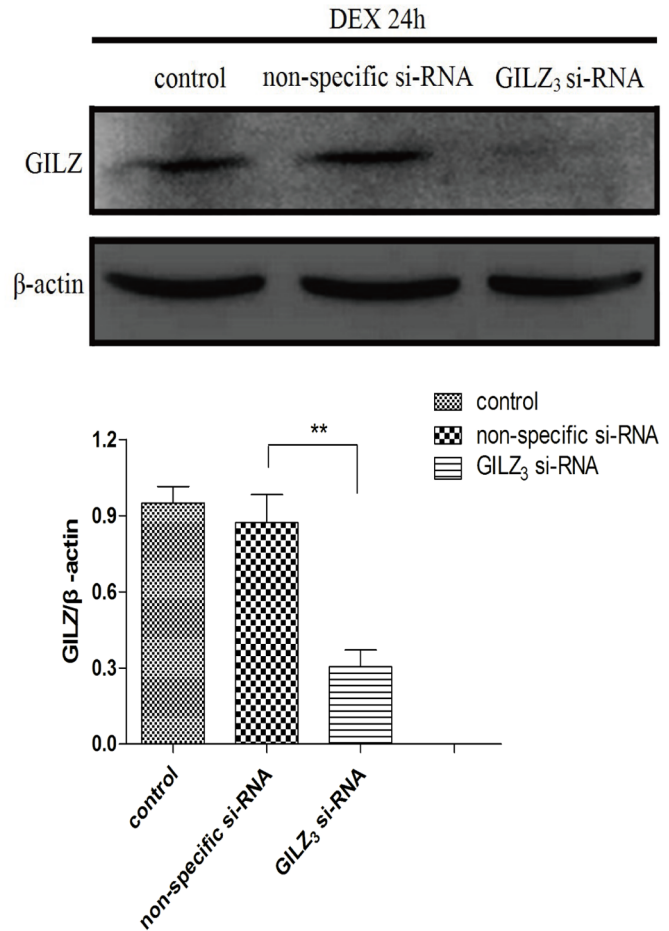 DEX 24h
control non-specific si-RNA GILZ₃ si-RNA
GILZ
β-actin
control
non-specific si-RNA
GILZ₃ si-RNA
**
1.2
0.9
0.6
0.3
0.0
GILZ/β -actin
control
non-specific si-RNA
GILZ₃ si-RNA